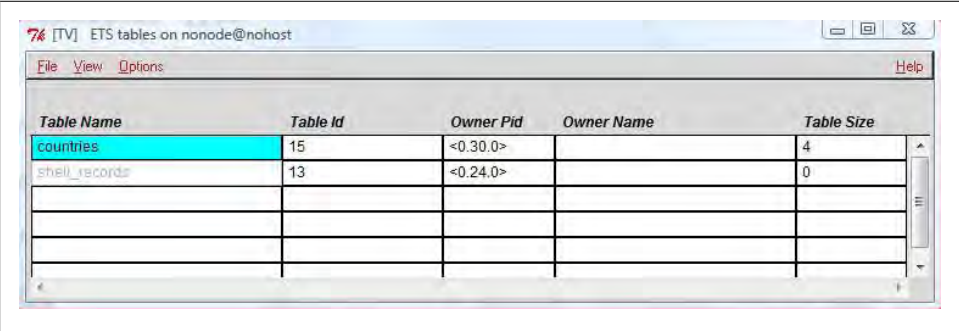 [TV] ETS tables on nonode@nohost
File View Options Help
Table Name Table Id Owner Pid Owner Name Table Size
countries 15 <0.30.0> 4
shell_records 13 <0.24.0> 0